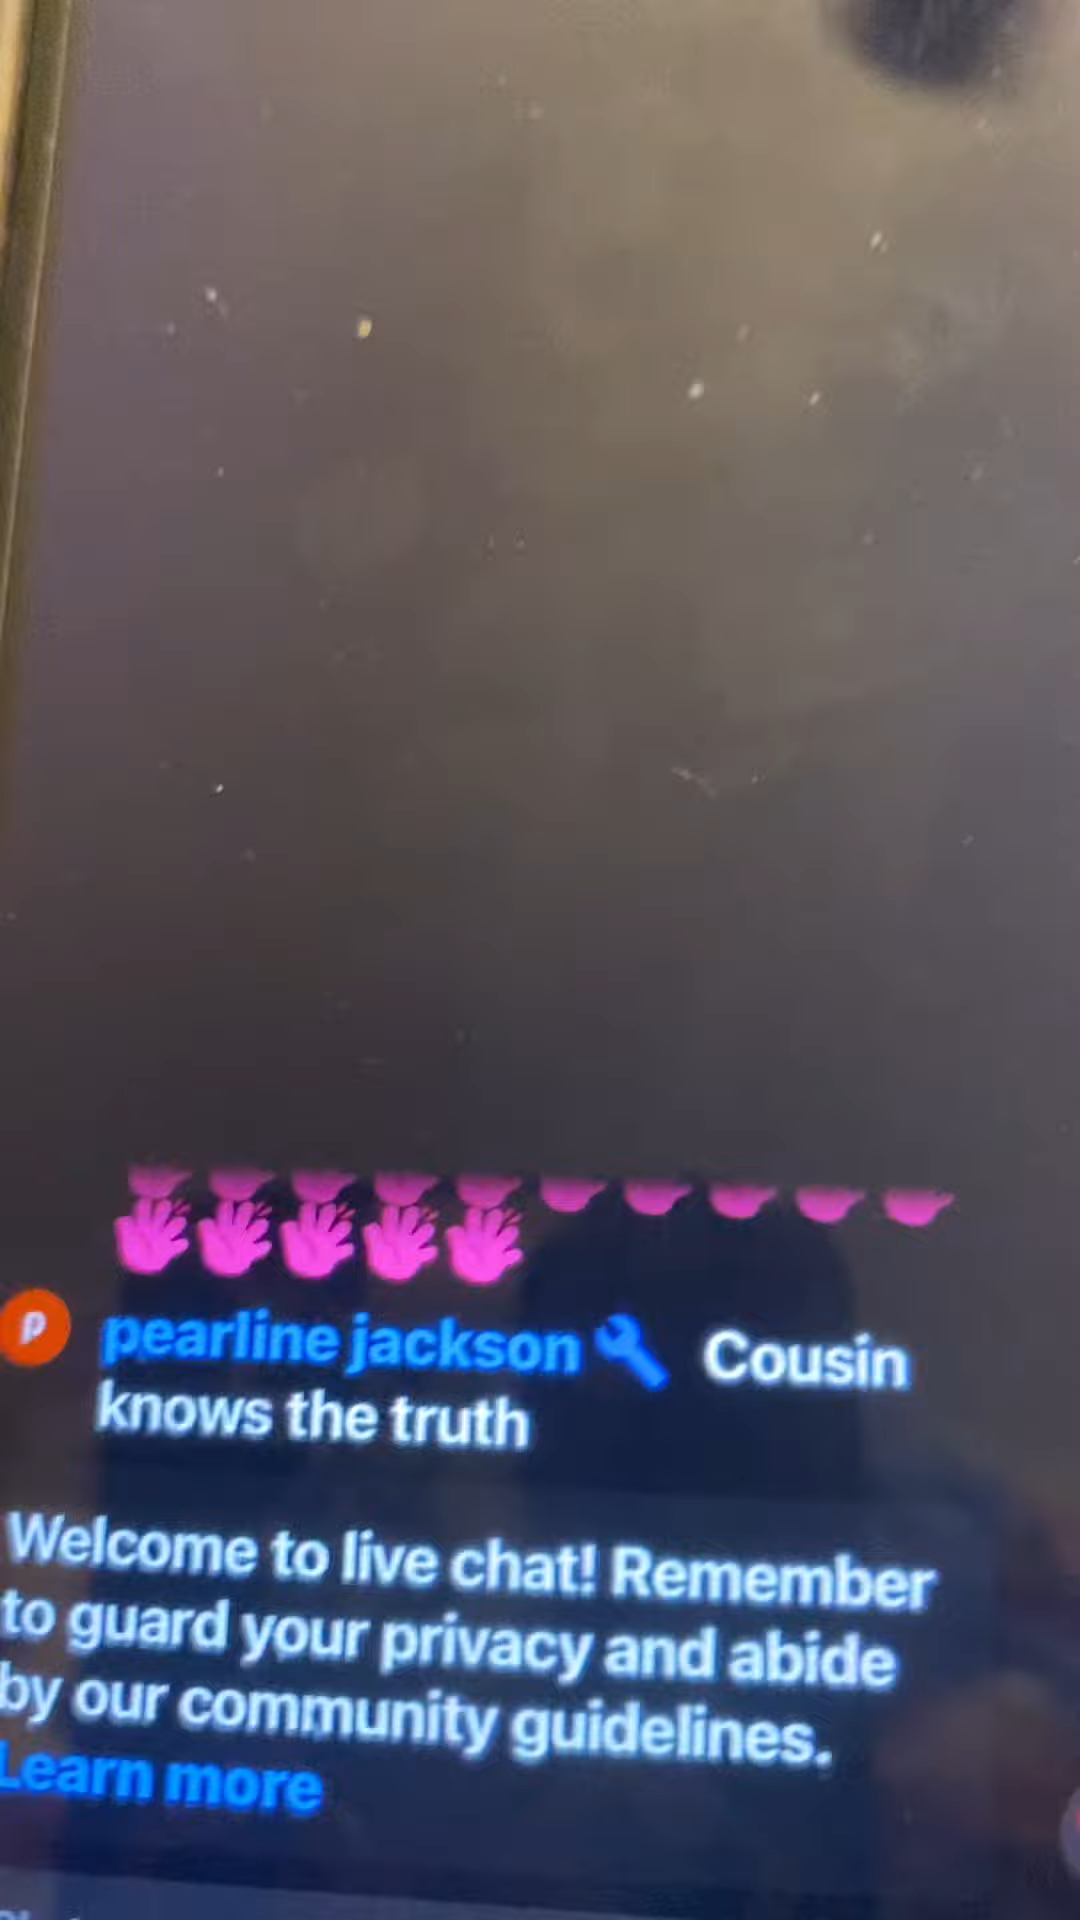 P pearline jackson Cousin
knows the truth
Welcome to live chat! Remember
to guard your privacy and abide
by our community guidelines.
Learn more